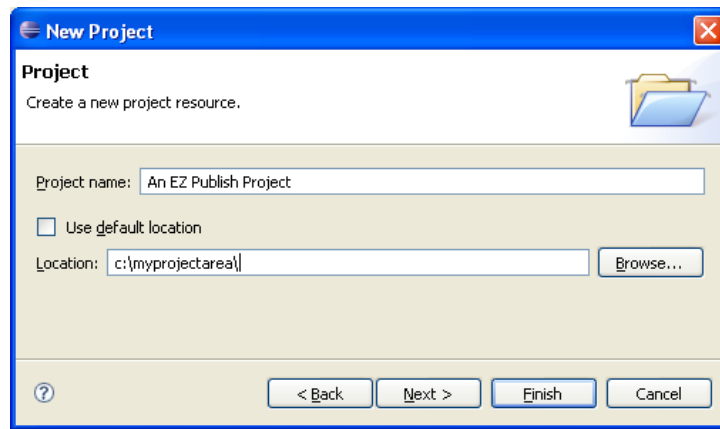 New Project
Project
Create a new project resource.
Project name: An EZ Publish Project
Use default location
Location: c:\myprojectarea\ Browse...
? < Back Next > Finish Cancel